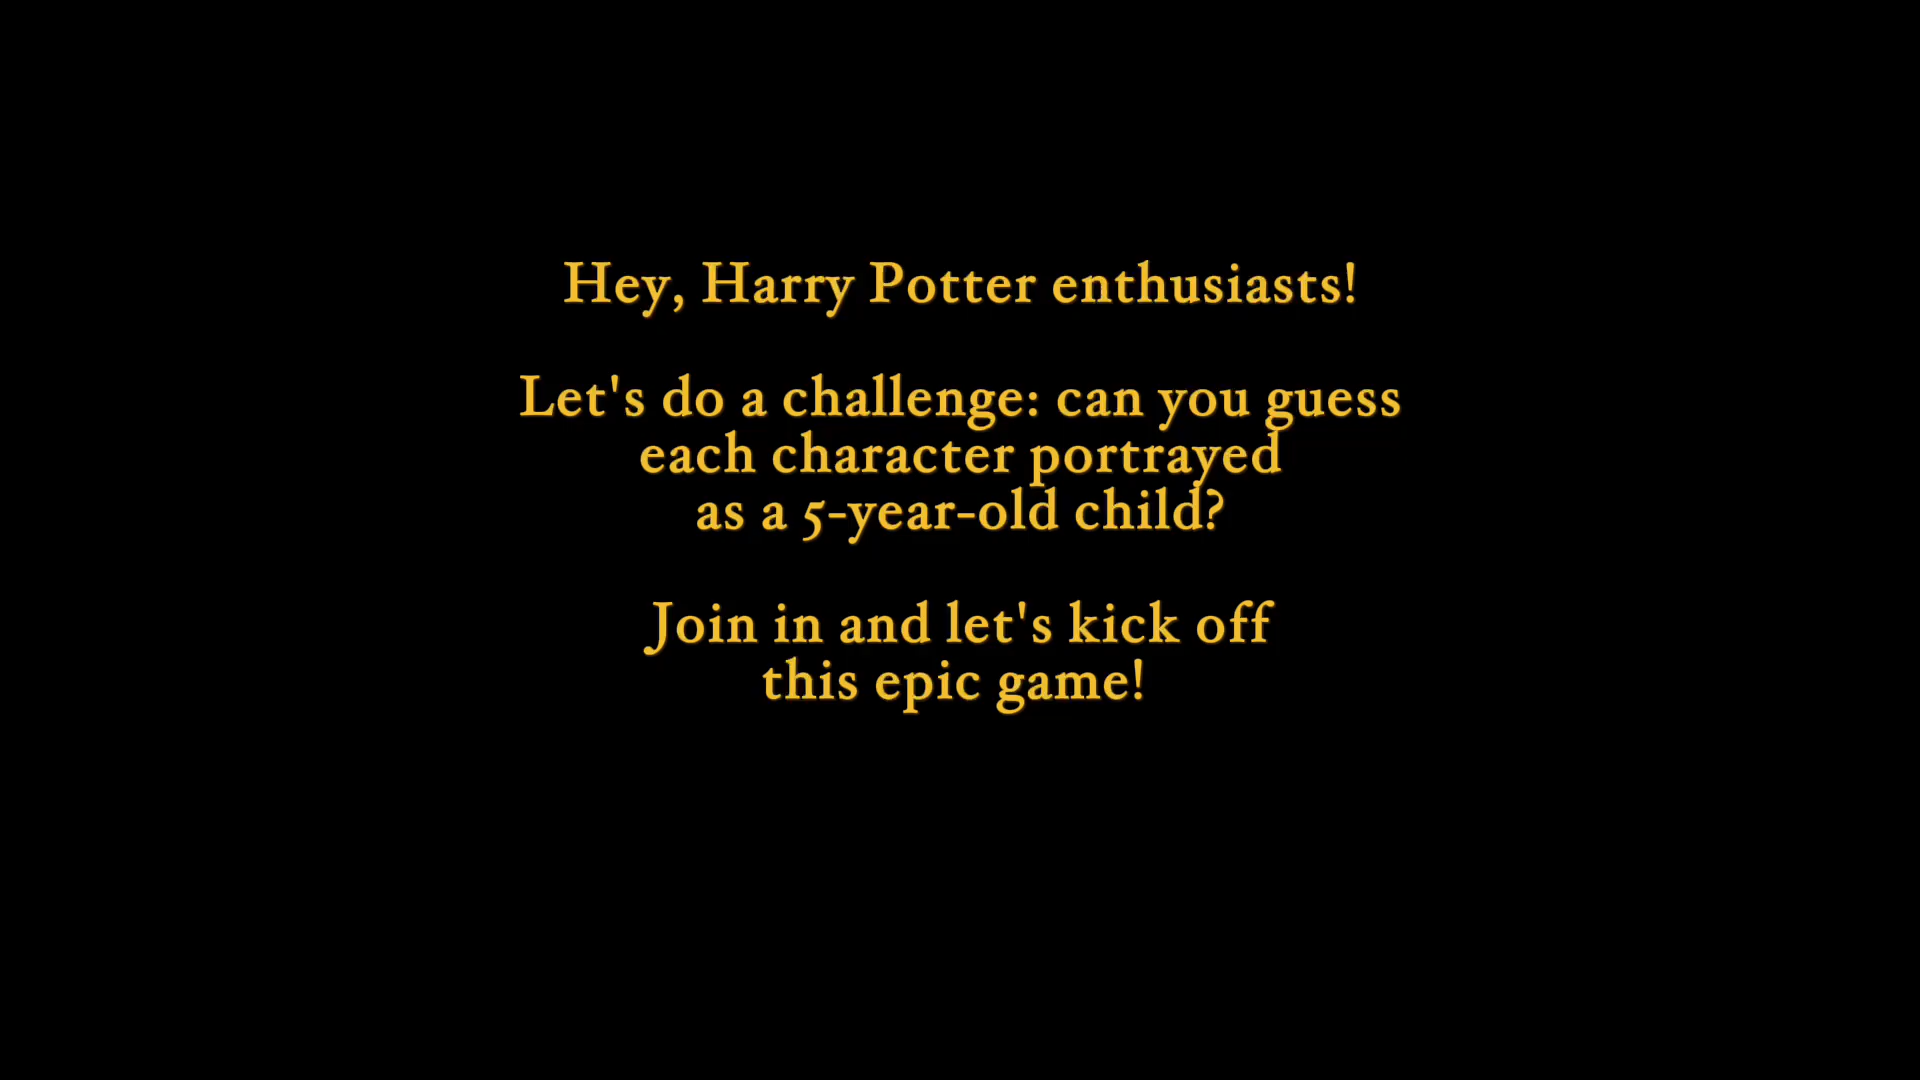 Hey, Harry Potter enthusiasts!
Let's do a challenge: can you guess
each character portrayed
as a 5-year-old child?
Join in and let's kick off
this epic game!